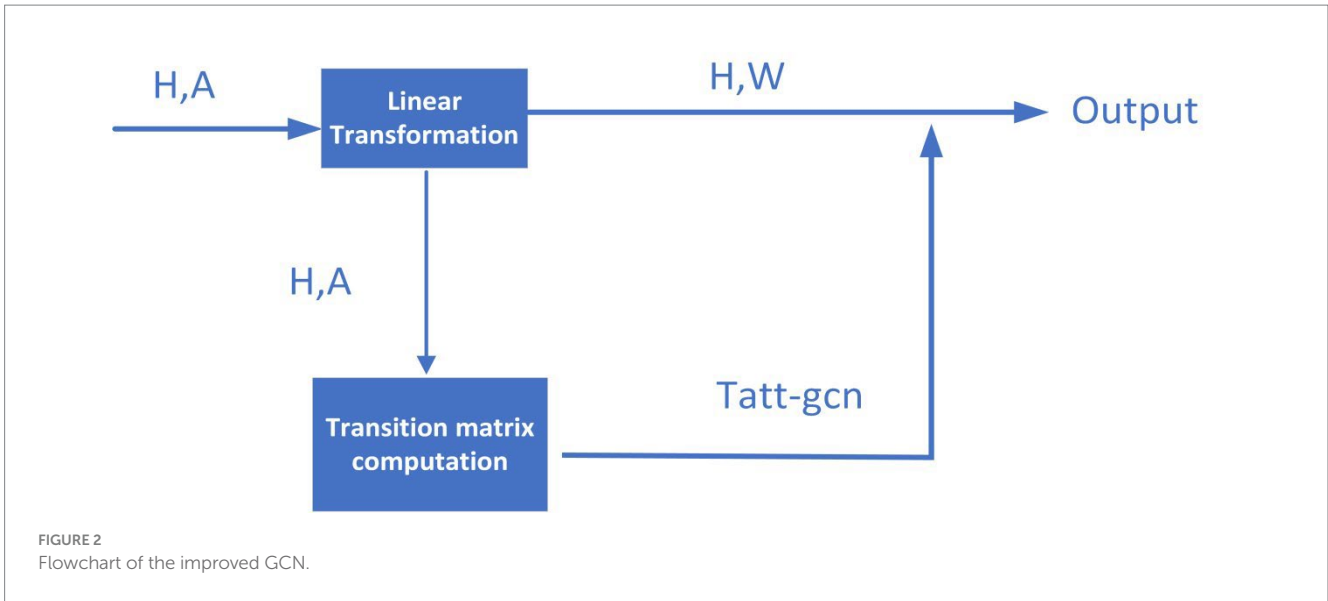 H,A
Linear
Transformation
H,W
Output
H,A
Transition matrix
computation
Tatt-gcn
FIGURE 2
Flowchart of the improved GCN.